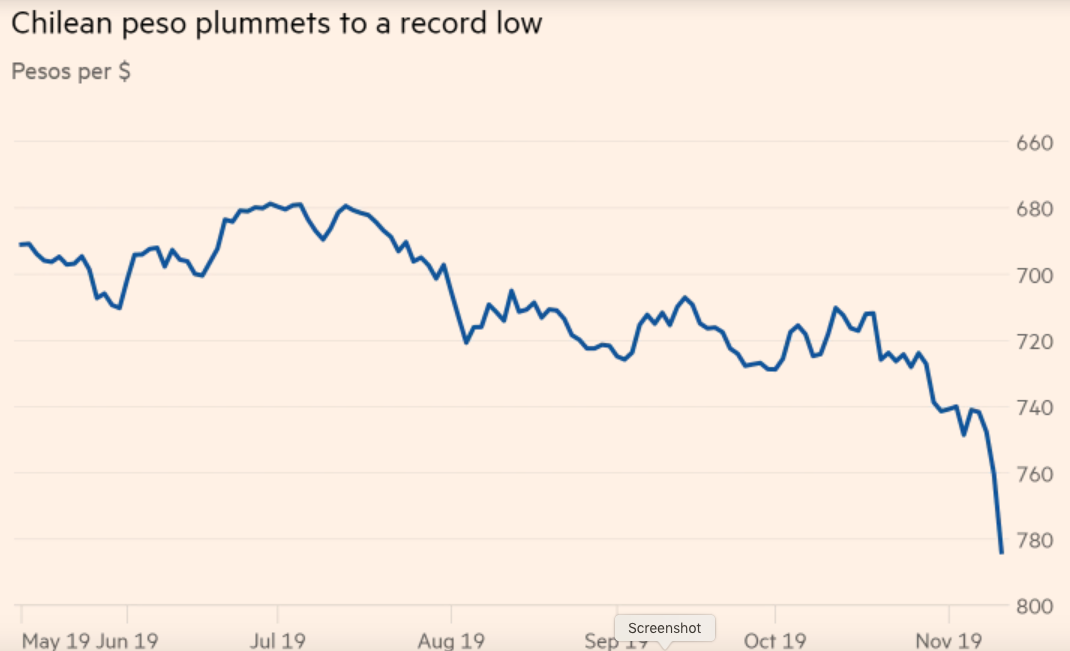 Chilean peso plummets to a record low
Pesos per $
660
680
700
720
740
760
780
800
Screenshot
May 19 Jun 19 Jul 19 Aug 19 Sep 19 Oct 19 Nov 19